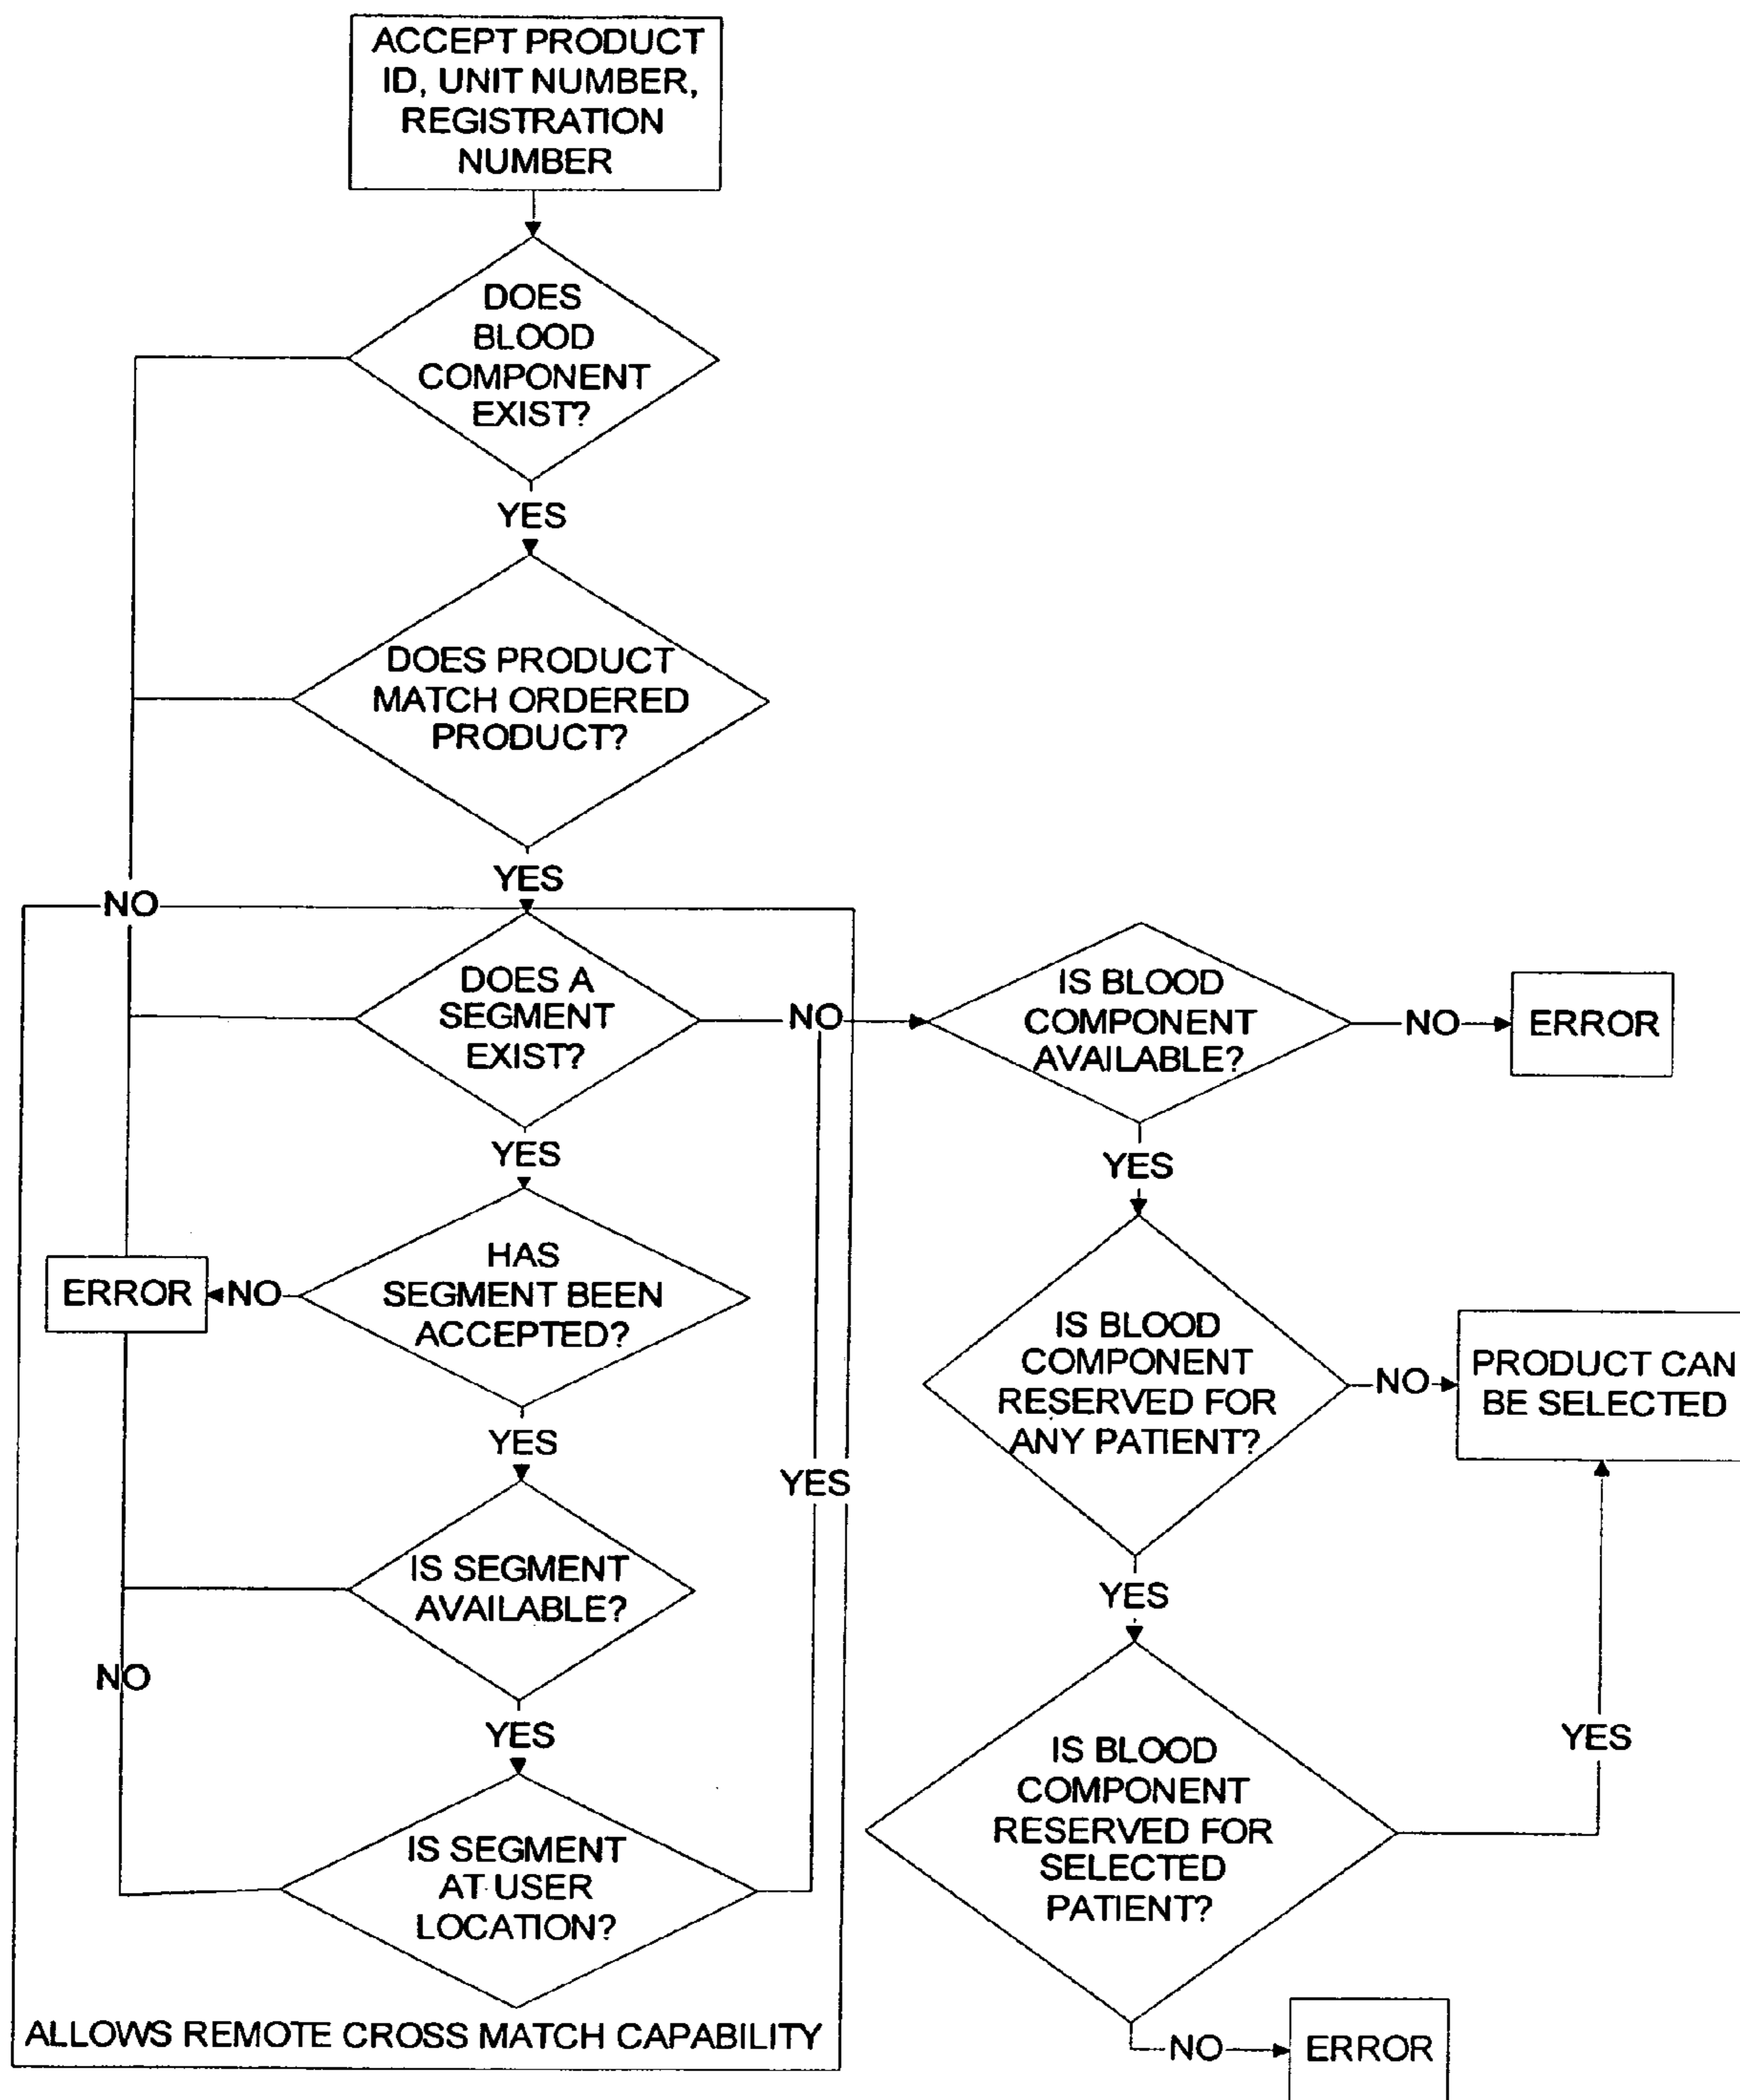 ACCEPT PRODUCT
ID, UNIT NUMBER,
REGISTRATION
NUMBER
DOES
BLOOD
COMPONENT
EXIST?
YES
DOES PRODUCT
MATCH ORDERED
PRODUCT?
YES
NO
DOES A
SEGMENT
EXIST?
NO
YES
HAS
SEGMENT BEEN
ACCEPTED?
NO
ERROR
YES
IS SEGMENT
AVAILABLE?
NO
YES
IS SEGMENT
AT USER
LOCATION?
YES
ALLOWS REMOTE CROSS MATCH CAPABILITY
IS BLOOD
COMPONENT
AVAILABLE?
NO
ERROR
YES
IS BLOOD
COMPONENT
RESERVED FOR
ANY PATIENT?
NO
PRODUCT CAN
BE SELECTED
YES
IS BLOOD
COMPONENT
RESERVED FOR
SELECTED
PATIENT?
YES
NO
ERROR